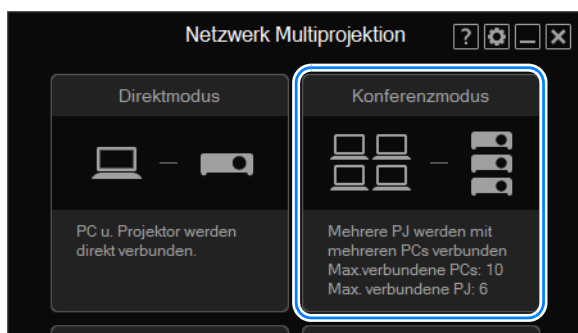 Netzwerk Multiprojektion
Direktmodus
PC u. Projektor werden
direkt verbunden.
Konferenzmodus
Mehrere PJ werden mit
mehreren PCs verbunden
Max.verbundene PCs: 10
Max. verbundene PJ: 6